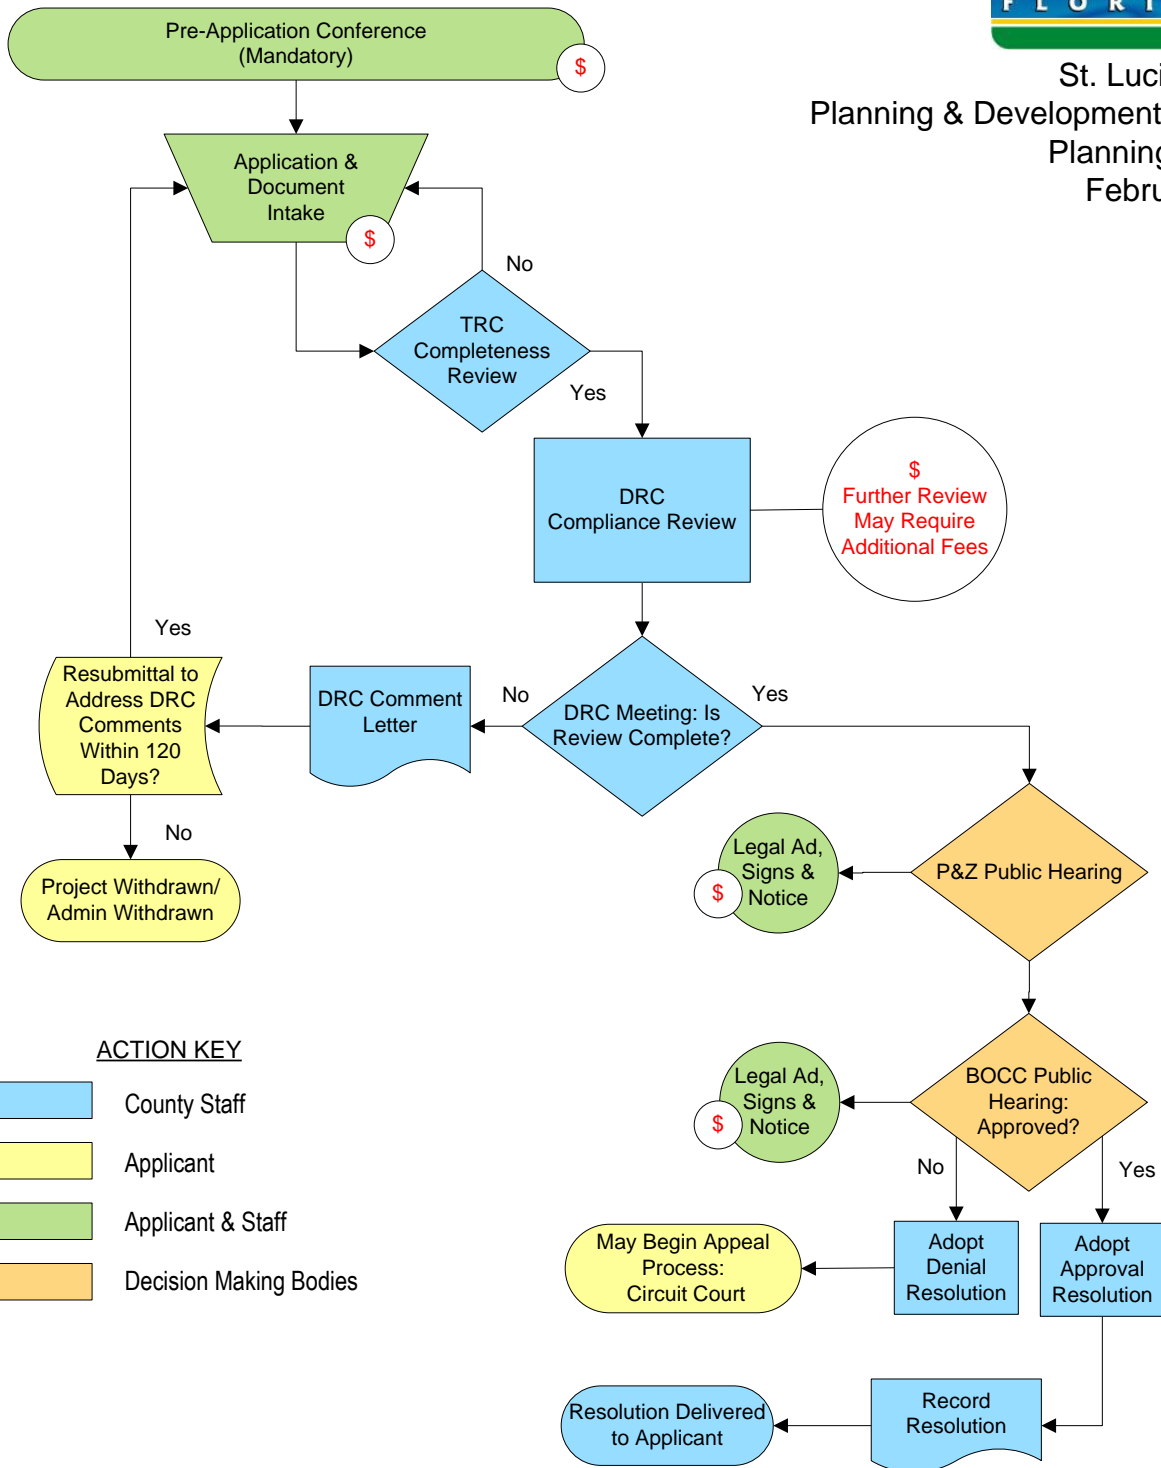 Pre-Application Conference
(Mandatory)
$
F L O R I
St. Luci
Planning & Development
Planning
Febru
Application &
Document
Intake
$
No
TRC
Completeness
Review
Yes
DRC
Compliance Review
$
Further Review
May Require
Additional Fees
Yes
Resubmittal to
Address DRC
Comments
Within 120
Days?
DRC Comment
Letter
No
DRC Meeting: Is
Review Complete?
Yes
No
Project Withdrawn/
Admin Withdrawn
Legal Ad,
Signs &
Notice
$
P&Z Public Hearing
ACTION KEY
County Staff
Applicant
Applicant & Staff
Decision Making Bodies
Legal Ad,
Signs &
Notice
$
BOCC Public
Hearing:
Approved?
No
Yes
May Begin Appeal
Process:
Circuit Court
Adopt
Denial
Resolution
Adopt
Approval
Resolution
Resolution Delivered
to Applicant
Record
Resolution